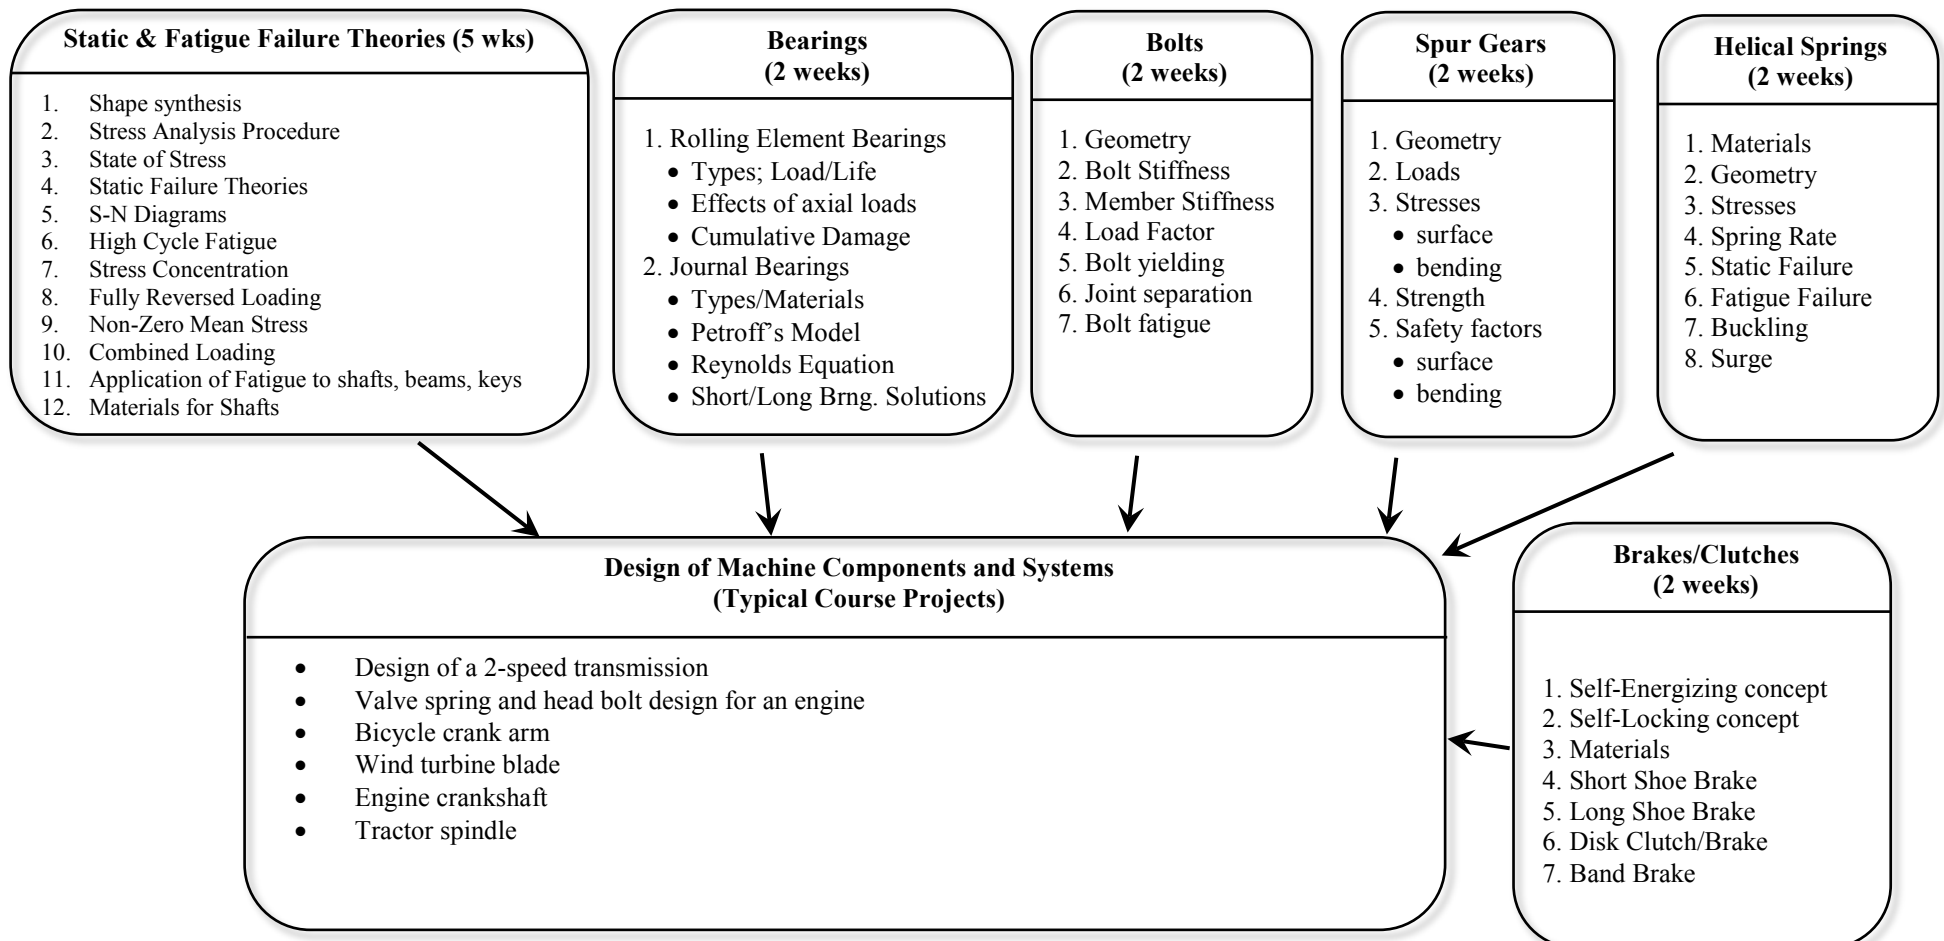 Static & Fatigue Failure Theories (5 wks)
1. Shape synthesis
2. Stress Analysis Procedure
3. State of Stress
4. Static Failure Theories
5. S-N Diagrams
6. High Cycle Fatigue
7. Stress Concentration
8. Fully Reversed Loading
9. Non-Zero Mean Stress
10. Combined Loading
11. Application of Fatigue to shafts, beams, keys
12. Materials for Shafts
Bearings
(2 weeks)
1. Rolling Element Bearings
• Types; Load/Life
• Effects of axial loads
• Cumulative Damage
2. Journal Bearings
• Types/Materials
• Petroff’s Model
• Reynolds Equation
• Short/Long Brng. Solutions
Bolts
(2 weeks)
1. Geometry
2. Bolt Stiffness
3. Member Stiffness
4. Load Factor
5. Bolt yielding
6. Joint separation
7. Bolt fatigue
Spur Gears
(2 weeks)
1. Geometry
2. Loads
3. Stresses
• surface
• bending
4. Strength
5. Safety factors
• surface
• bending
Helical Springs
(2 weeks)
1. Materials
2. Geometry
3. Stresses
4. Spring Rate
5. Static Failure
6. Fatigue Failure
7. Buckling
8. Surge
Design of Machine Components and Systems
(Typical Course Projects)
• Design of a 2-speed transmission
• Valve spring and head bolt design for an engine
• Bicycle crank arm
• Wind turbine blade
• Engine crankshaft
• Tractor spindle
Brakes/Clutches
(2 weeks)
1. Self-Energizing concept
2. Self-Locking concept
3. Materials
4. Short Shoe Brake
5. Long Shoe Brake
6. Disk Clutch/Brake
7. Band Brake